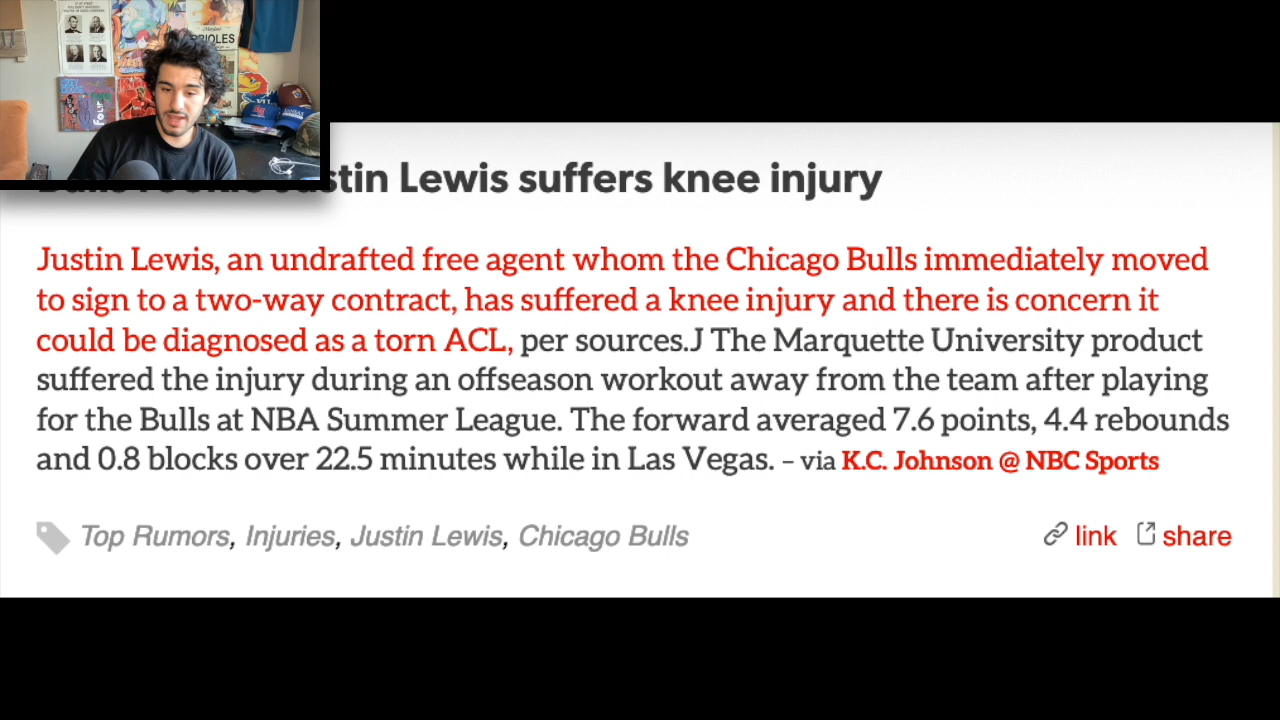 ORIOLES
KU
Justin Lewis suffers knee injury
Justin Lewis, an undrafted free agent whom the Chicago Bulls immediately moved
to sign to a two-way contract, has suffered a knee injury and there is concern it
could be diagnosed as a torn ACL, per sources.J The Marquette University product
suffered the injury during an offseason workout away from the team after playing
for the Bulls at NBA Summer League. The forward averaged 7.6 points, 4.4 rebounds
and 0.8 blocks over 22.5 minutes while in Las Vegas. – via K.C. Johnson @ NBC Sports
Top Rumors, Injuries, Justin Lewis, Chicago Bulls
link share